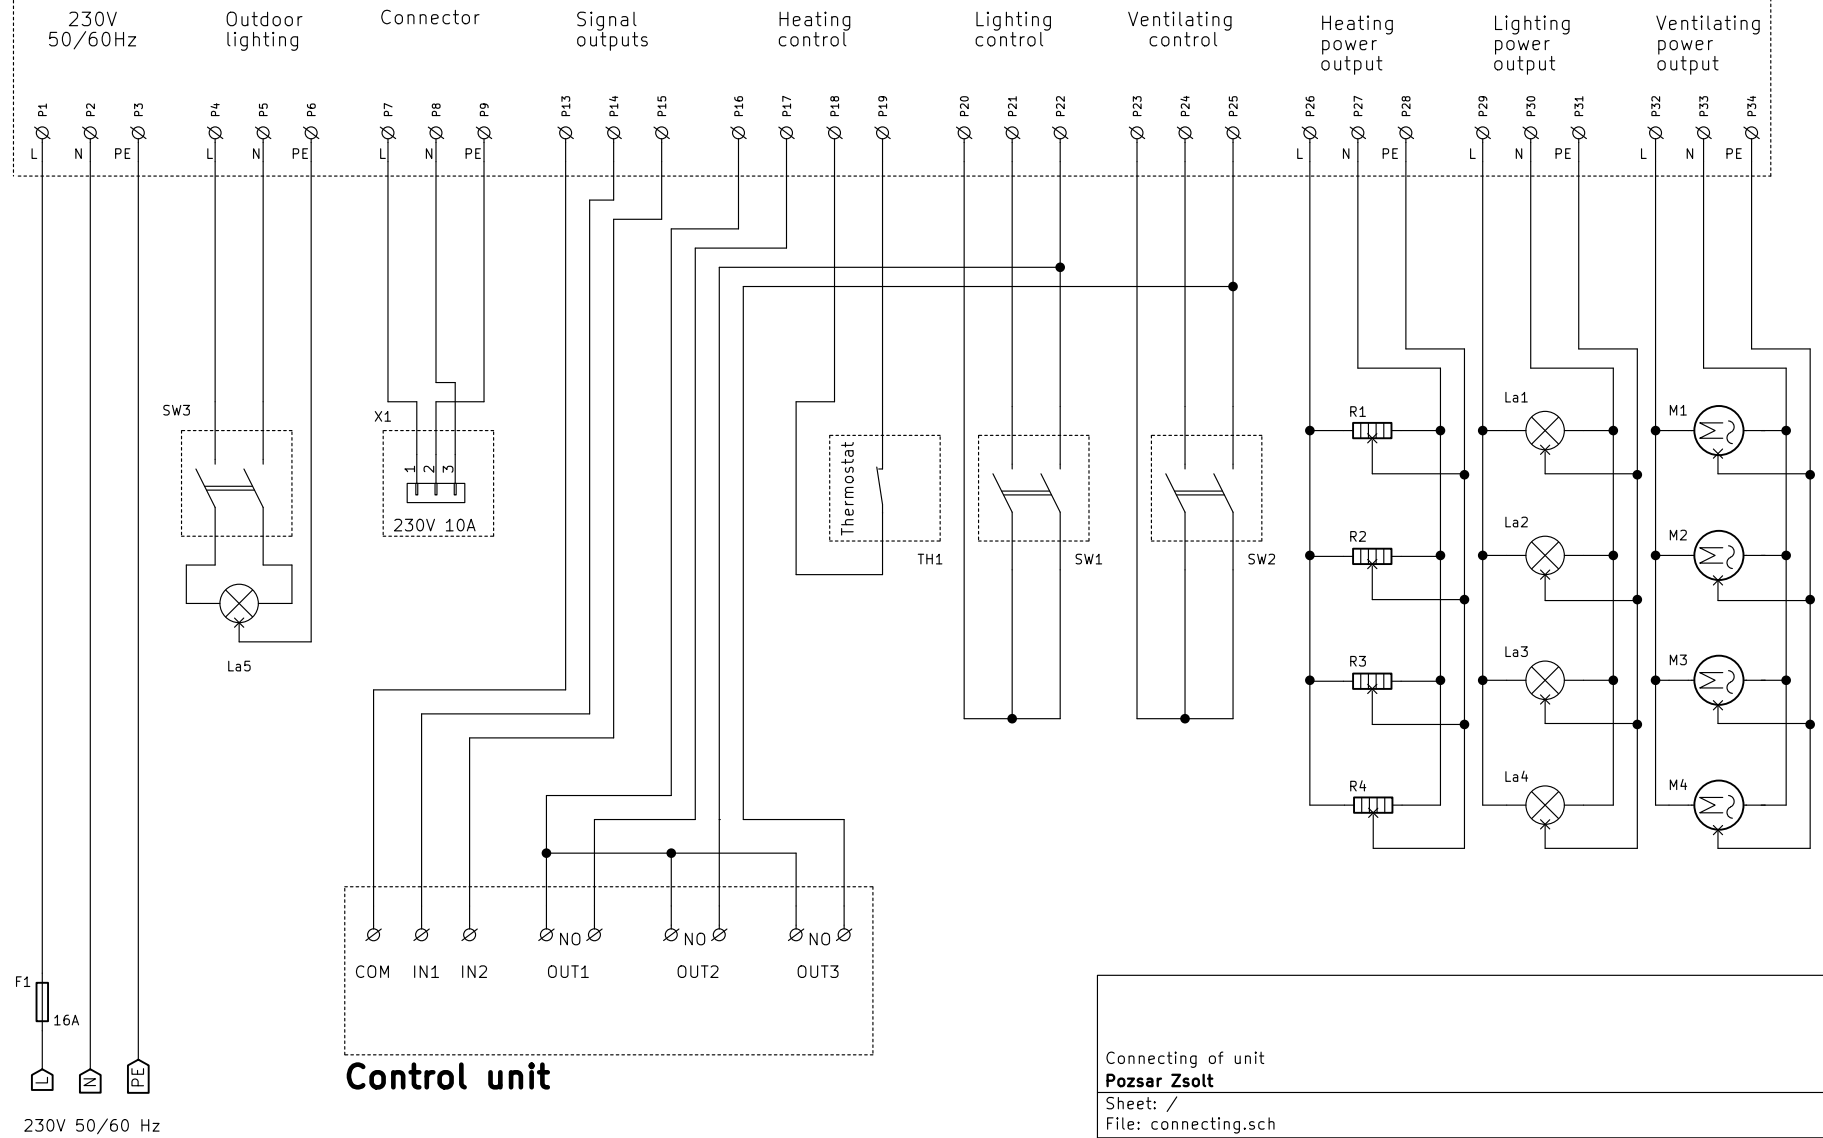 230V
50/60Hz
Outdoor
lighting
Connector
Signal
outputs
Heating
control
Lighting
control
Ventilating
control
Heating
power
output
Lighting
power
output
Ventilating
power
output
P1 P2 P3 P4 P5 P6 P7 P8 P9 P13 P14 P15 P16 P17 P18 P19 P20 P21 P22 P23 P24 P25 P26 P27 P28 P29 P30 P31 P32 P33 P34
L N PE L N PE L N PE L N PE L N PE L N PE
SW3
X1
1 2 3
230V 10A
La5
Thermostat
TH1
SW1
SW2
R1
La1
M1
R2
La2
M2
R3
La3
M3
R4
La4
M4
NO NO NO
COM IN1 IN2 OUT1 OUT2 OUT3
Control unit
F1
16A
L N PE
230V 50/60 Hz
Connecting of unit
Pozsar Zsolt
Sheet: /
File: connecting.sch